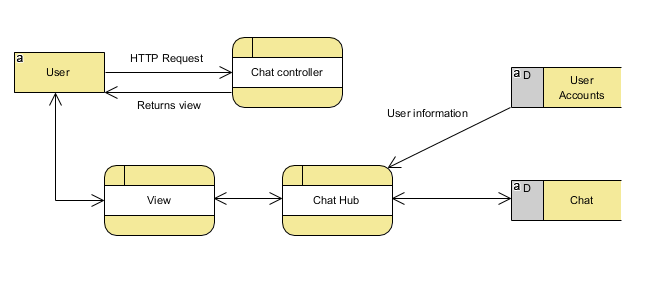 a
User
HTTP Request
Returns view
Chat controller
a D
User
Accounts
User information
View
Chat Hub
a D
Chat